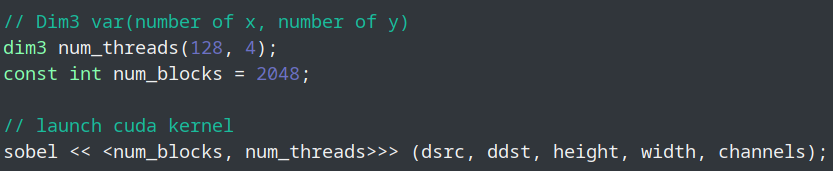 // Dim3 var(number of x, number of y)
dim3 num_threads(128, 4);
const int num_blocks = 2048;
// launch cuda kernel
sobel << <num_blocks, num_threads>>> (dsrc, ddst, height, width, channels);